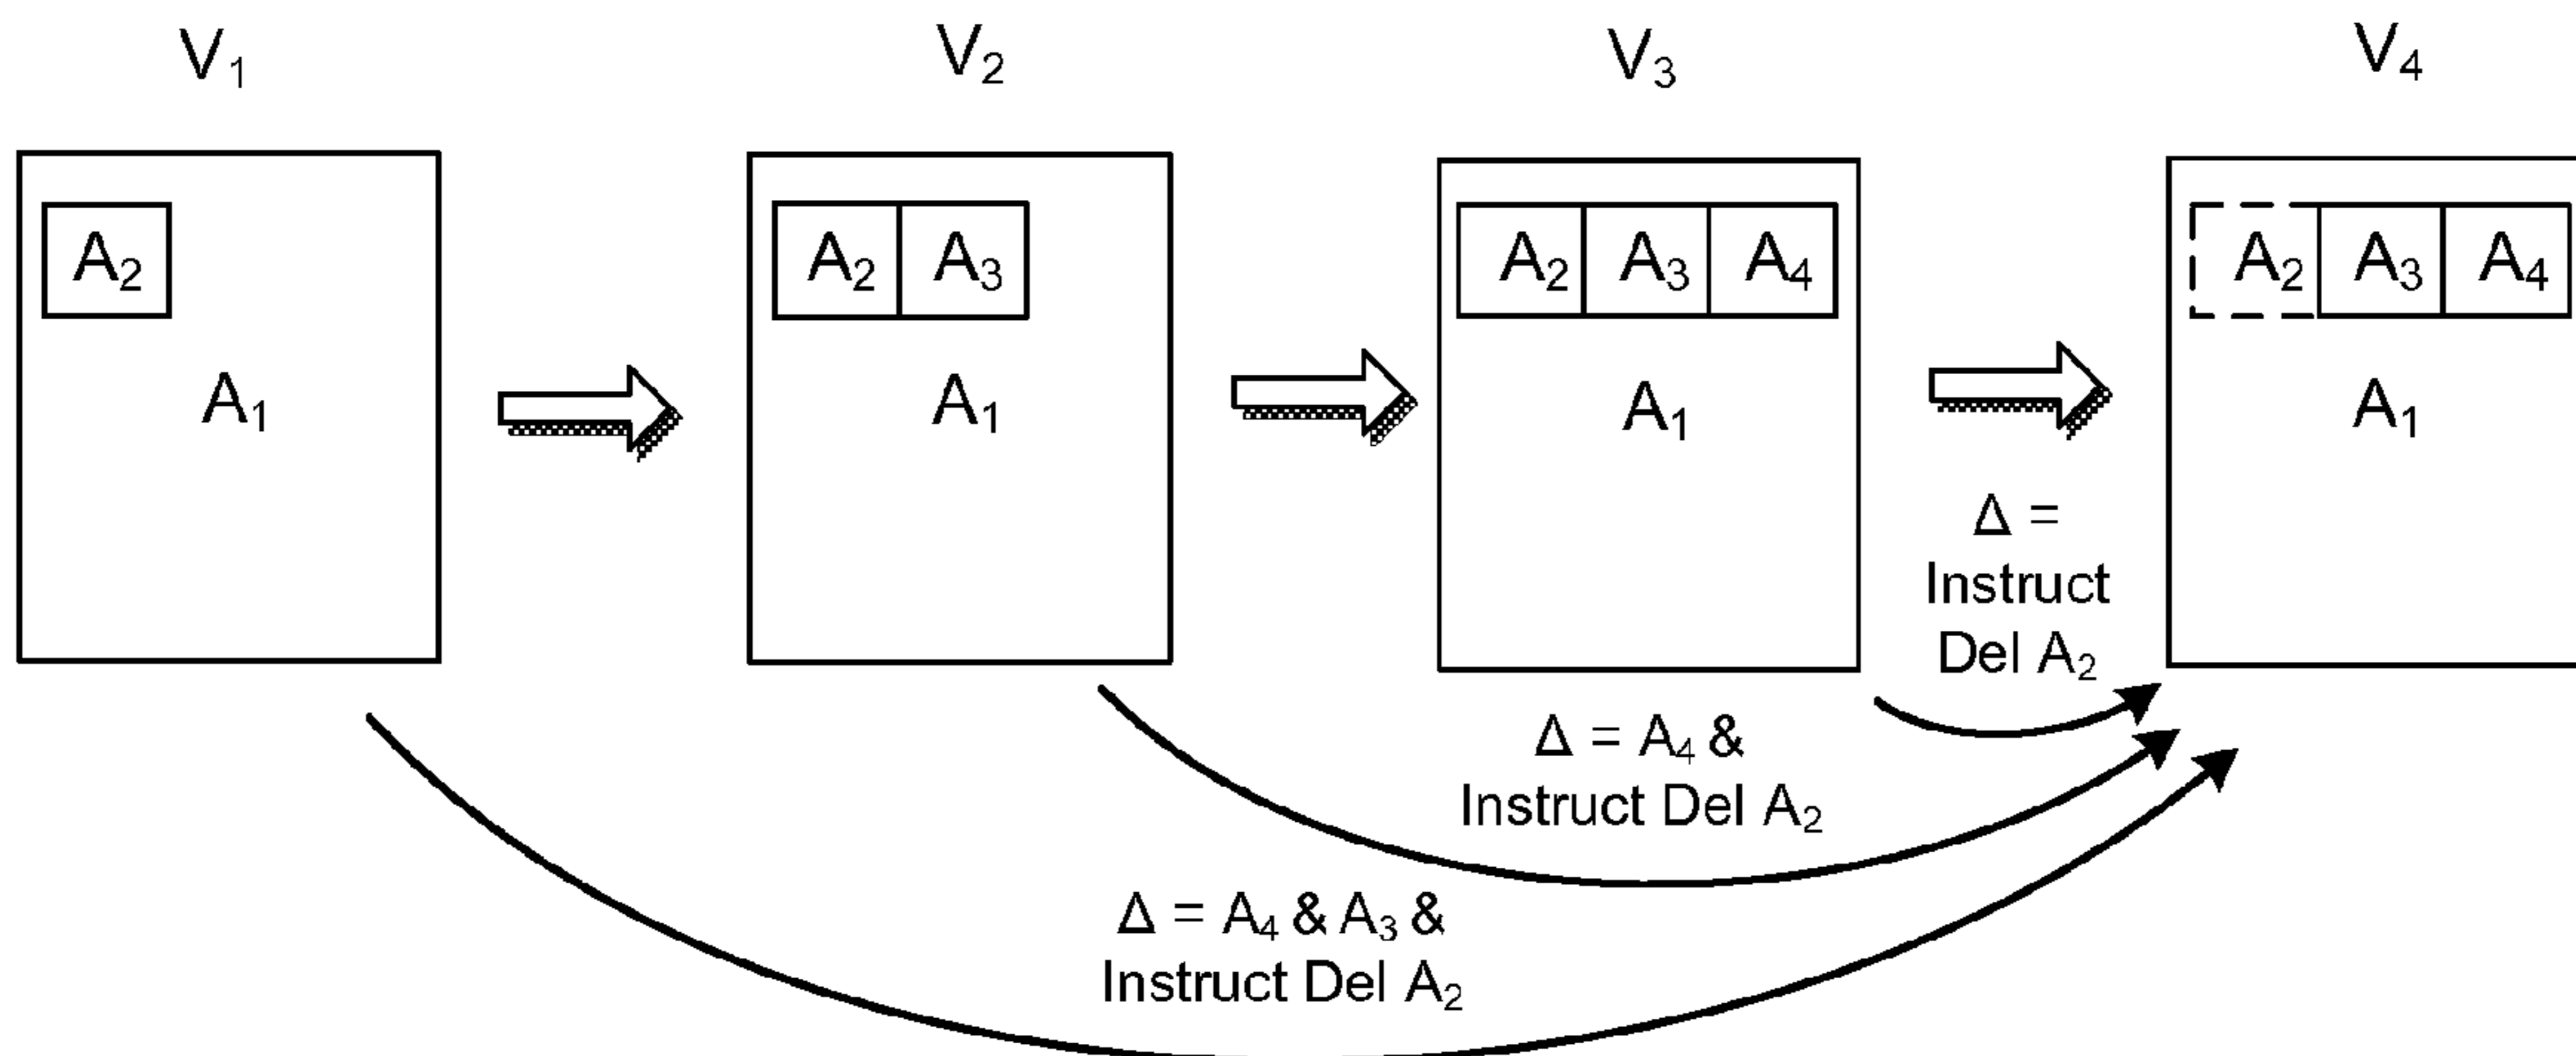 V₁
V₂
V₃
V₄
A₂
A₁
A₂ A₃
A₁
A₂ A₃ A₄
A₁
A₂ A₃ A₄
A₁
Δ =
Instruct
Del A₂
Δ = A₄ &
Instruct Del A₂
Δ = A₄ & A₃ &
Instruct Del A₂